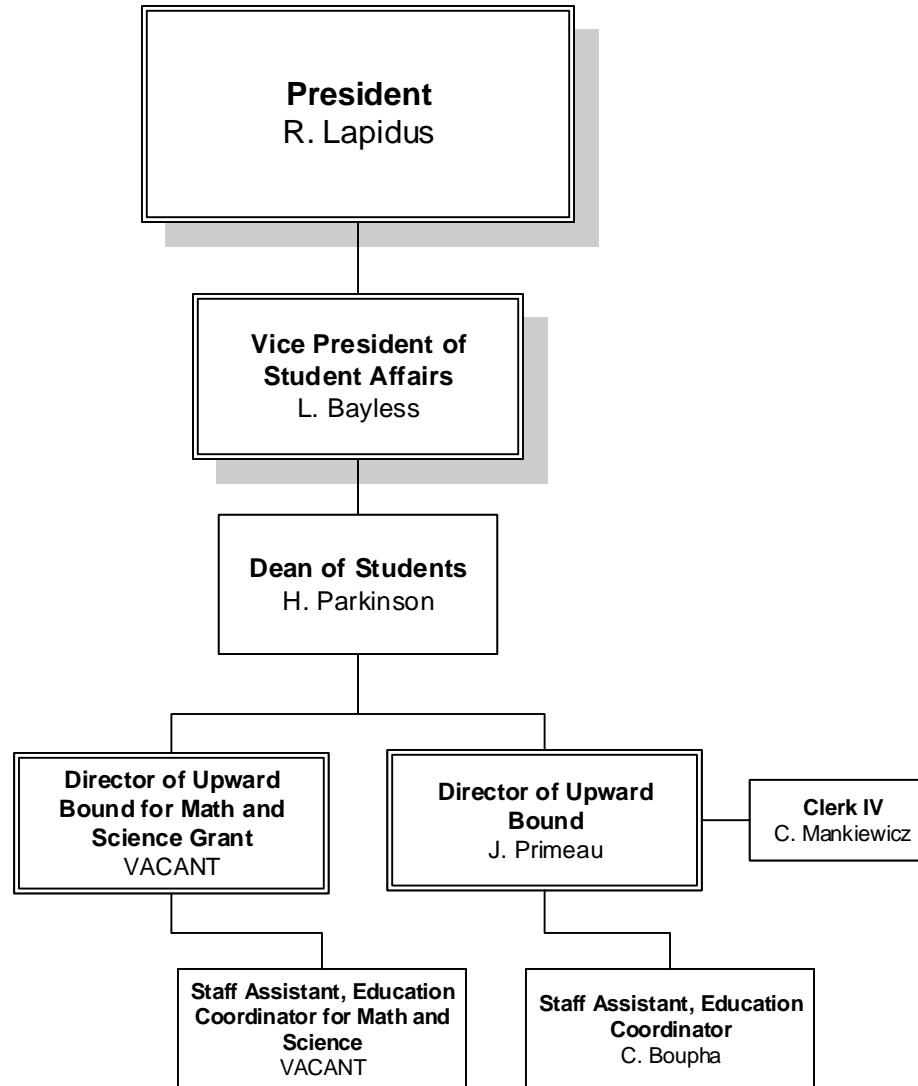 President
R. Lapidus
Vice President of
Student Affairs
L. Bayless
Dean of Students
H. Parkinson
Director of Upward
Bound for Math and
Science Grant
VACANT
Director of Upward
Bound
J. Primeau
Clerk IV
C. Mankiewicz
Staff Assistant, Education
Coordinator for Math and
Science
VACANT
Staff Assistant, Education
Coordinator
C. Boupha